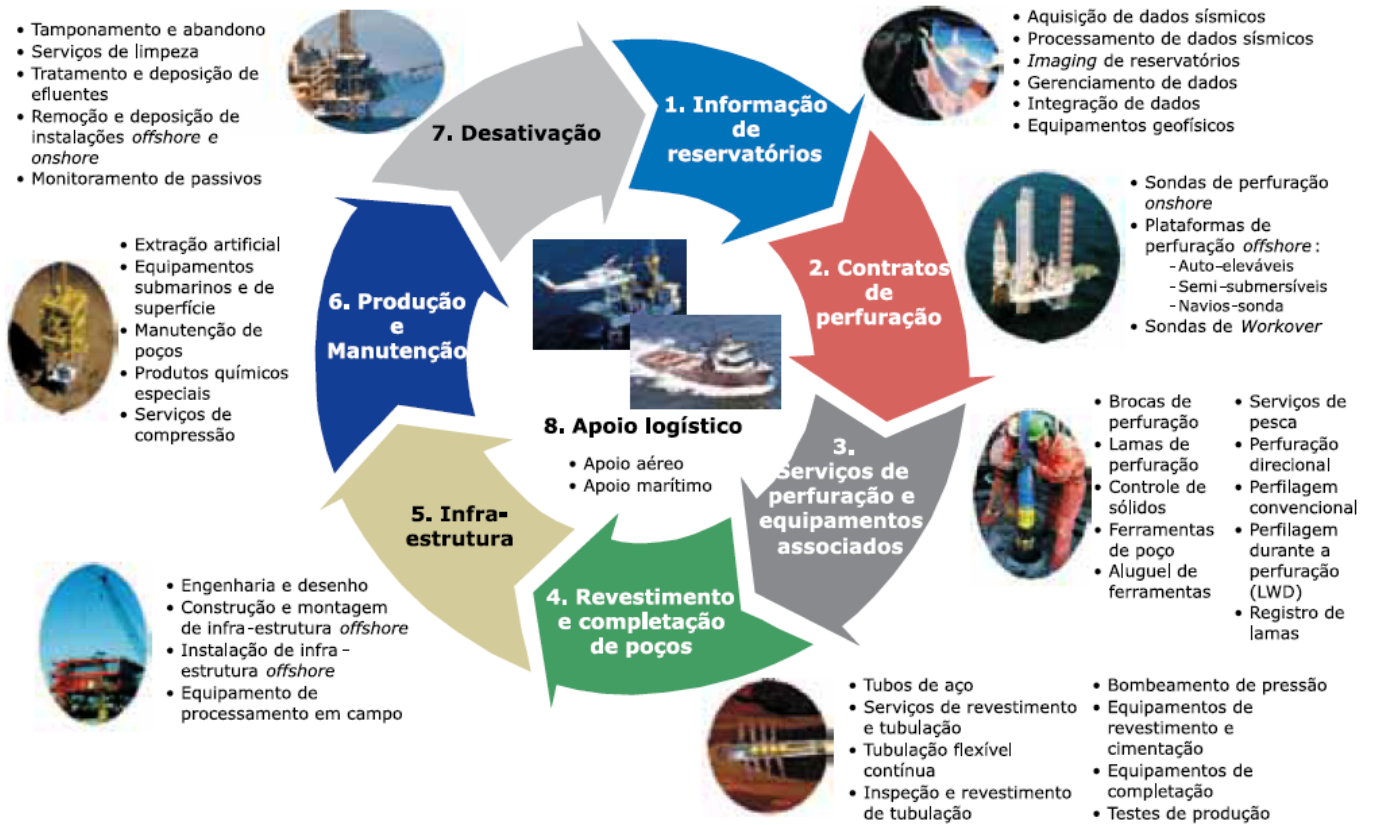 1. Informação
de
reservatórios
• Aquisição de dados sísmicos
• Processamento de dados sísmicos
• Imaging de reservatórios
• Gerenciamento de dados
• Integração de dados
• Equipamentos geofísicos
2. Contratos
de
perfuração
• Sondas de perfuração
onshore
• Plataformas de
perfuração offshore :
-Auto-eleváveis
-Semi-submersíveis
-Navios-sonda
• Sondas de Workover
3.
Serviços de
perfuração e
equipamentos
associados
• Brocas de
perfuração
• Lamas de
perfuração
• Controle de
sólidos
• Ferramentas
de poço
• Aluguel de
ferramentas
• Serviços de
pesca
• Perfuração
direcional
• Perfilagem
convencional
• Perfilagem
durante a
perfuração
(LWD)
• Registro de
lamas
4. Revestimento
e completação
de poços
• Tubos de aço
• Serviços de revestimento
e tubulação
• Tubulação flexível
contínua
• Inspeção e revestimento
de tubulação
• Bombeamento de pressão
• Equipamentos de
revestimento e
cimentação
• Equipamentos de
completação
• Testes de produção
5. Infra-
estrutura
• Engenharia e desenho
• Construção e montagem
de infra-estrutura offshore
• Instalação de infra-
estrutura offshore
• Equipamento de
processamento em campo
6. Produção
e
Manutenção
• Extração artificial
• Equipamentos
submarinos e de
superfície
• Manutenção de
poços
• Produtos químicos
especiais
• Serviços de
compressão
7. Desativação
• Tamponamento e abandono
• Serviços de limpeza
• Tratamento e deposição de
efluentes
• Remoção e deposição de
instalações offshore e
onshore
• Monitoramento de passivos
8. Apoio logístico
• Apoio aéreo
• Apoio marítimo